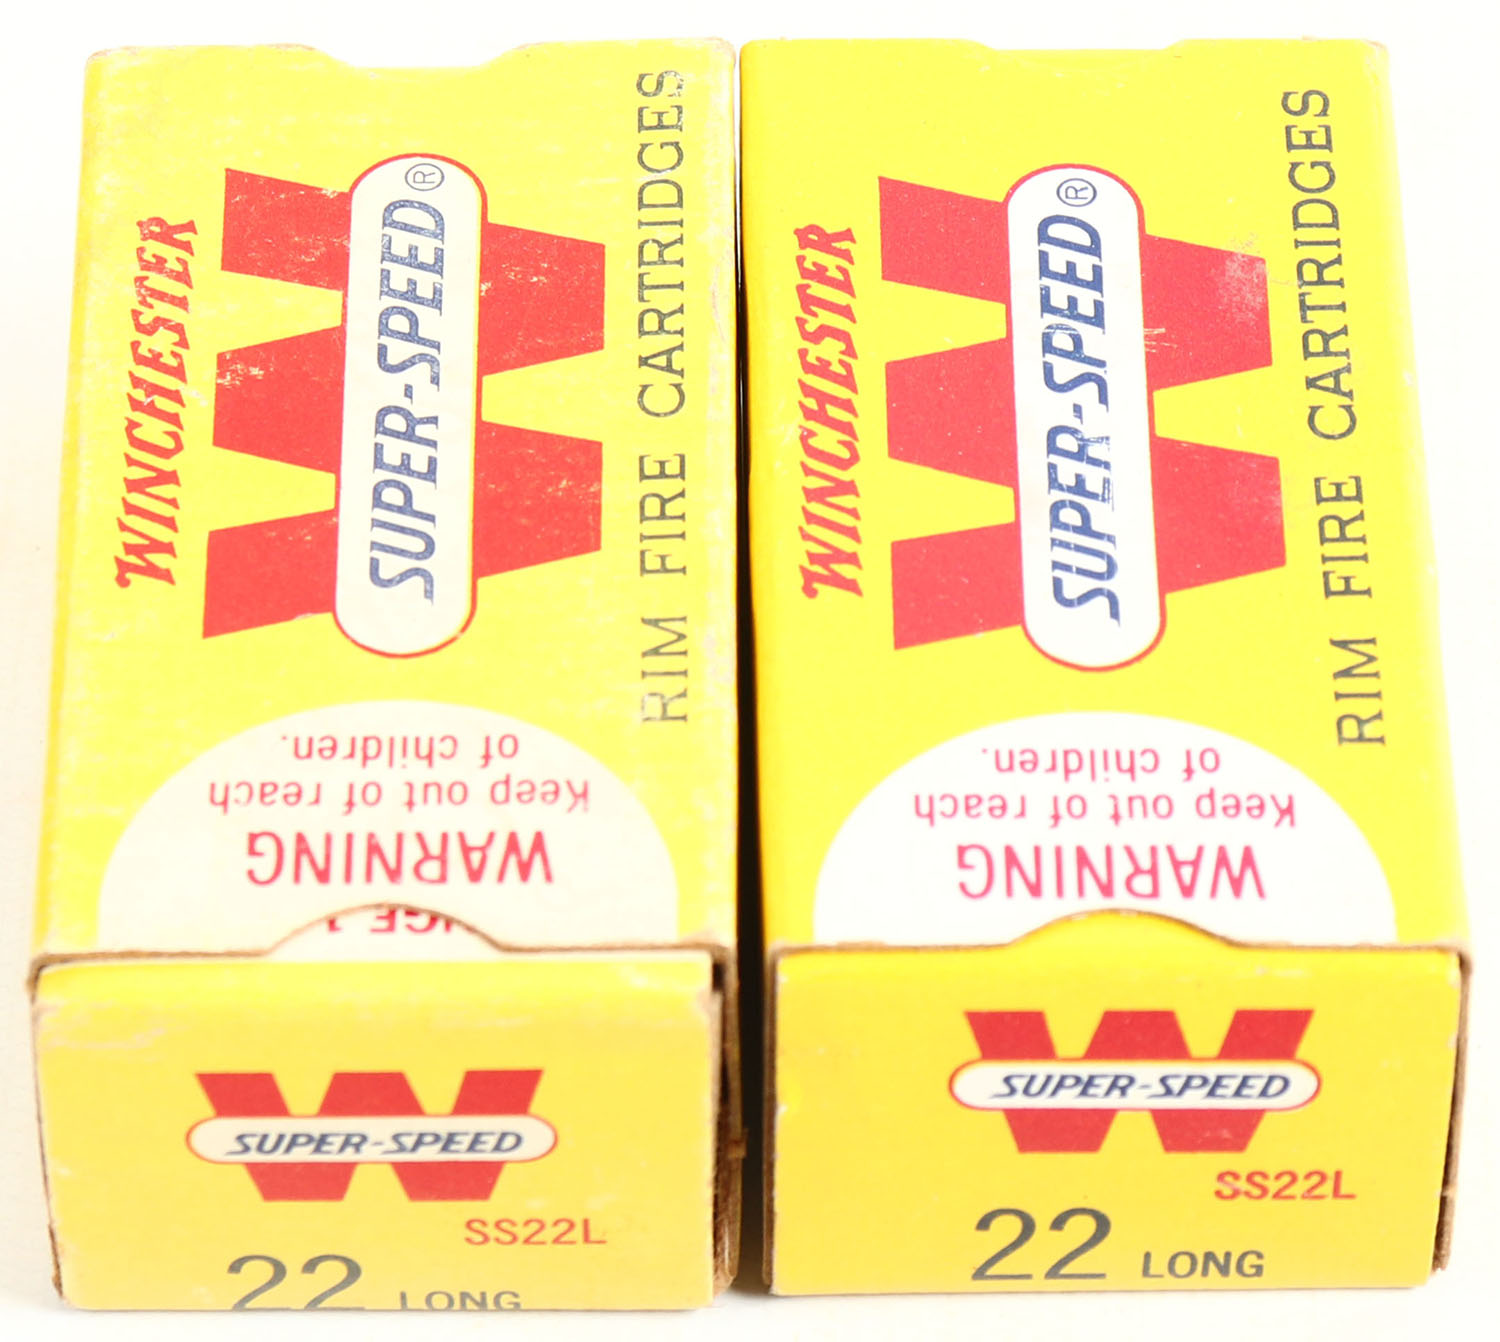 WINCHESTER
SUPER-SPEED®
RIM FIRE CARTRIDGES
WARNING
Keep out of reach
of children.
SUPER-SPEED
SS22L
22 LONG
WINCHESTER
SUPER-SPEED®
RIM FIRE CARTRIDGES
WARNING
Keep out of reach
of children.
SUPER-SPEED
SS22L
22 LONG